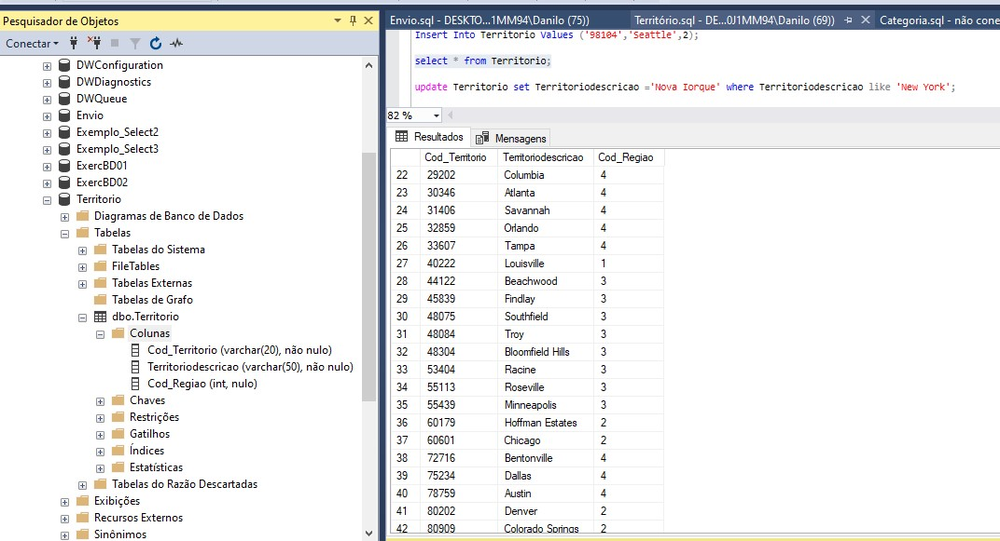 Pesquisador de Objetos
Conectar
DWConfiguration
DWDiagnostics
DWQueue
Envio
Exemplo_Select2
Exemplo_Select3
ExercBD01
ExercBD02
Territorio
Diagramas de Banco de Dados
Tabelas
Tabelas do Sistema
FileTables
Tabelas Externas
Tabelas de Grafo
dbo.Territorio
Colunas
Cod_Territorio (varchar(20), não nulo)
Territoriodescricao (varchar(50), não nulo)
Cod_Regiao (int, nulo)
Chaves
Restrições
Gatilhos
Índices
Estatísticas
Tabelas do Razão Descartadas
Exibições
Recursos Externos
Sinônimos
Envio.sql - DESKTO...1MM94\Danilo (75)) Território.sql - DE...0J1MM94\Danilo (69)) Categoria.sql - não cone
Insert Into Territorio Values ('98104','Seattle',2);
select * from Territorio;
update Territorio set Territoriodescricao ='Nova Iorque' where Territoriodescricao like 'New York';
82 %
Resultados Mensagens
Cod_Territorio Territoriodescricao Cod_Regiao
22 29202 Columbia 4
23 30346 Atlanta 4
24 31406 Savannah 4
25 32859 Orlando 4
26 33607 Tampa 4
27 40222 Louisville 1
28 44122 Beachwood 3
29 45839 Findlay 3
30 48075 Southfield 3
31 48084 Troy 3
32 48304 Bloomfield Hills 3
33 53404 Racine 3
34 55113 Roseville 3
35 55439 Minneapolis 3
36 60179 Hoffman Estates 2
37 60601 Chicago 2
38 72716 Bentonville 4
39 75234 Dallas 4
40 78759 Austin 4
41 80202 Denver 2
42 80909 Colorado Springs 2